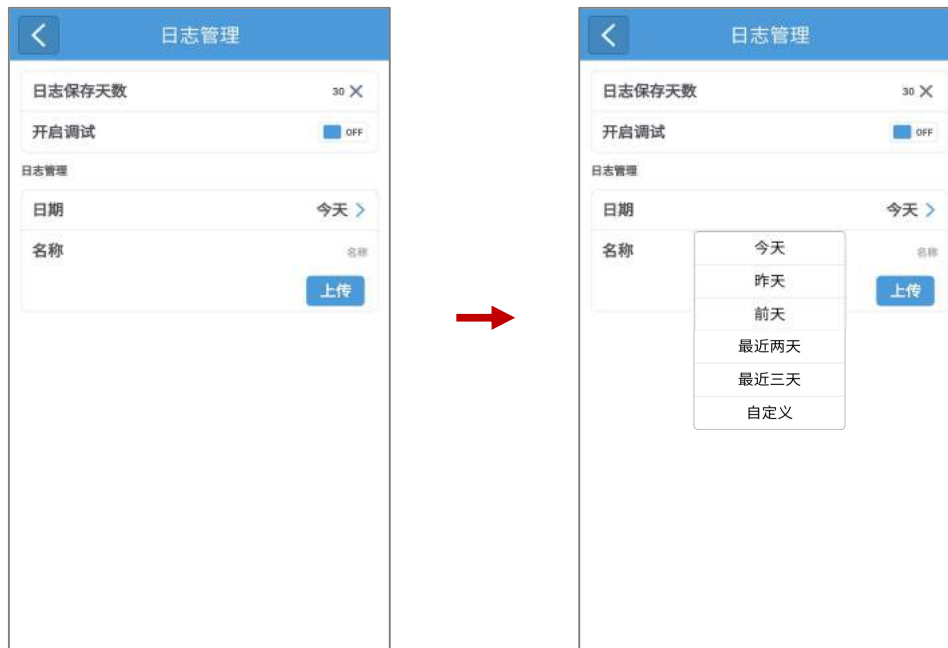 日志管理
日志保存天数 30
开启调试 OFF
日志管理
日期 今天
名称 名称
上传
日志管理
日志保存天数 30
开启调试 OFF
日志管理
日期 今天
名称 名称
今天
昨天
上传
前天
最近两天
最近三天
自定义